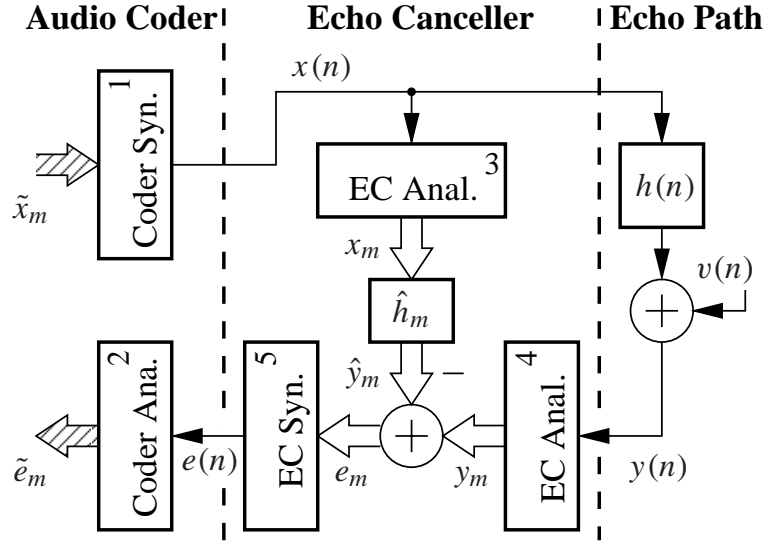 Audio Coder
Echo Canceller
Echo Path
x(n)
1
Coder Syn.
x̃ₘ
EC Anal.
3
h(n)
xₘ
v(n)
ĥₘ
+
2
Coder Ana.
5
EC Syn.
ŷₘ
−
4
EC Anal.
+
ẽₘ
e(n)
eₘ
yₘ
y(n)